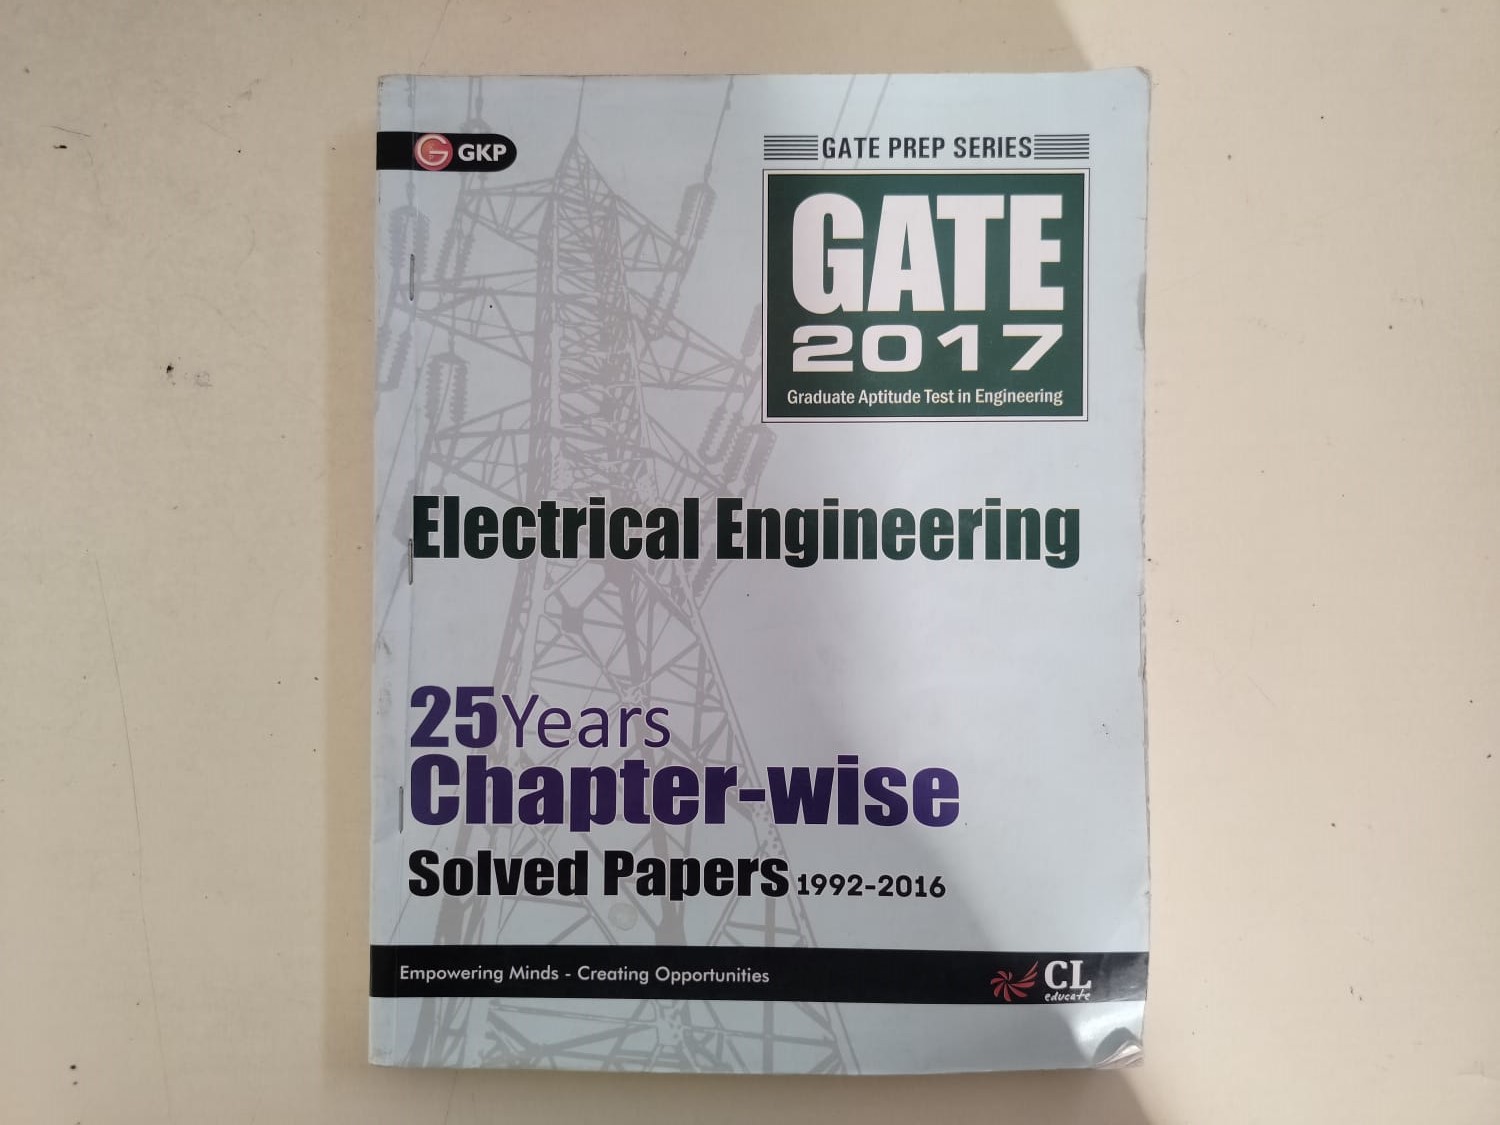 GKP
GATE PREP SERIES
GATE
2017
Graduate Aptitude Test in Engineering
Electrical Engineering
25 Years
Chapter-wise
Solved Papers 1992-2016
Empowering Minds - Creating Opportunities
CL
educate